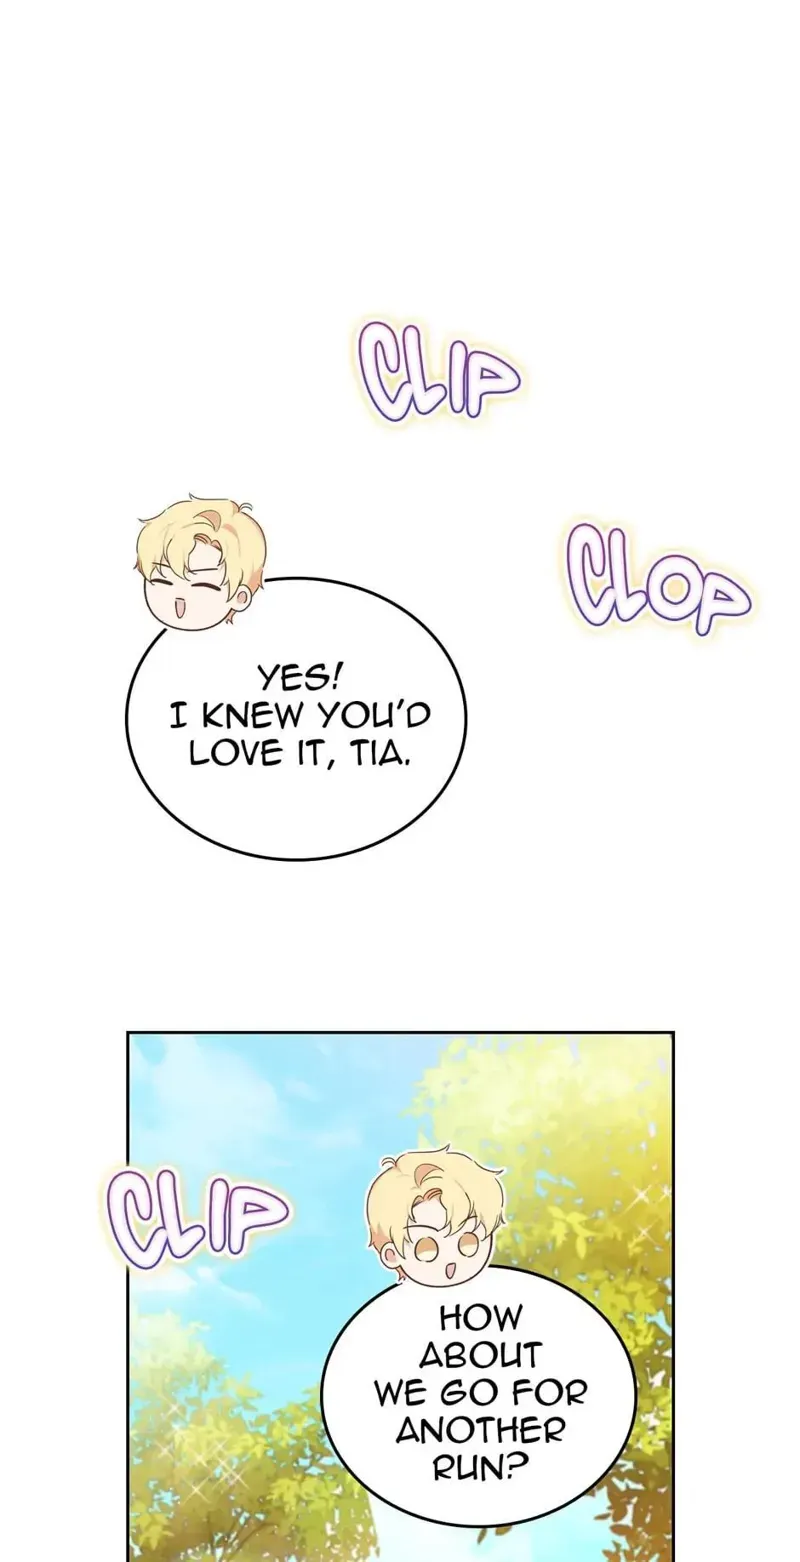 CLIP
CLOP
YES!
I KNEW YOU'D
LOVE IT, TIA.
CLIP
HOW
ABOUT
WE GO FOR
ANOTHER
RUN?